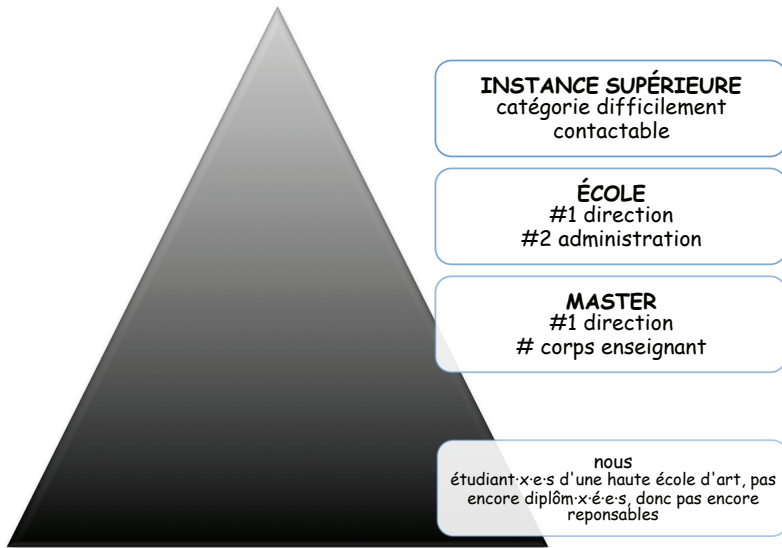 INSTANCE SUPÉRIEURE
catégorie difficilement
contactable
ÉCOLE
#1 direction
#2 administration
MASTER
#1 direction
# corps enseignant
nous
étudiant·x·e·s d'une haute école d'art, pas
encore diplôm·x·é·e·s, donc pas encore
reponsables